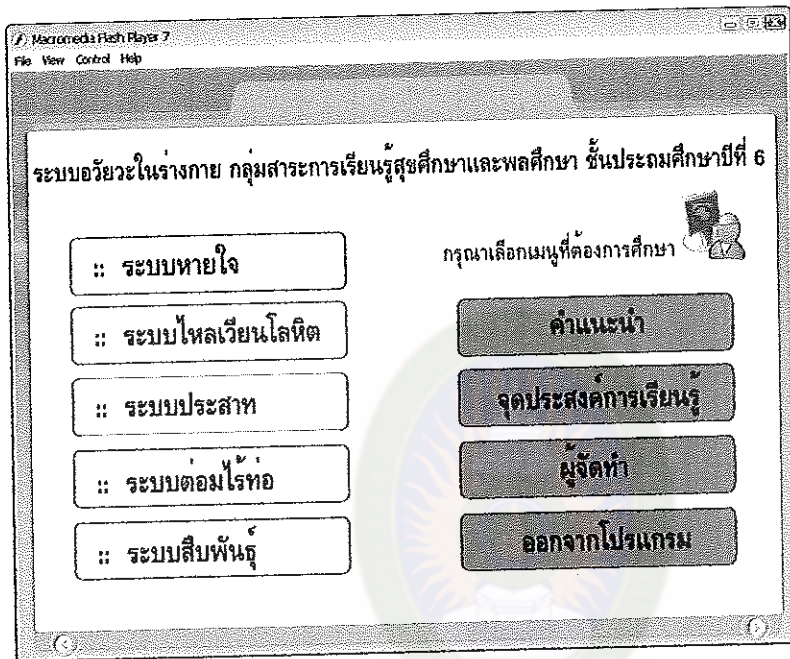 Macromedia Flash Player 7
File View Control Help
ระบบอวัยวะในร่างกาย กลุ่มสาระการเรียนรู้สุขศึกษาและพลศึกษา ชั้นประถมศึกษาปีที่ 6
กรุณาเลือกเมนูที่ต้องการศึกษา
:: ระบบหายใจ
:: ระบบไหลเวียนโลหิต
:: ระบบประสาท
:: ระบบต่อมไร้ท่อ
:: ระบบสืบพันธุ์
คำแนะนำ
จุดประสงค์การเรียนรู้
ผู้จัดทำ
ออกจากโปรแกรม